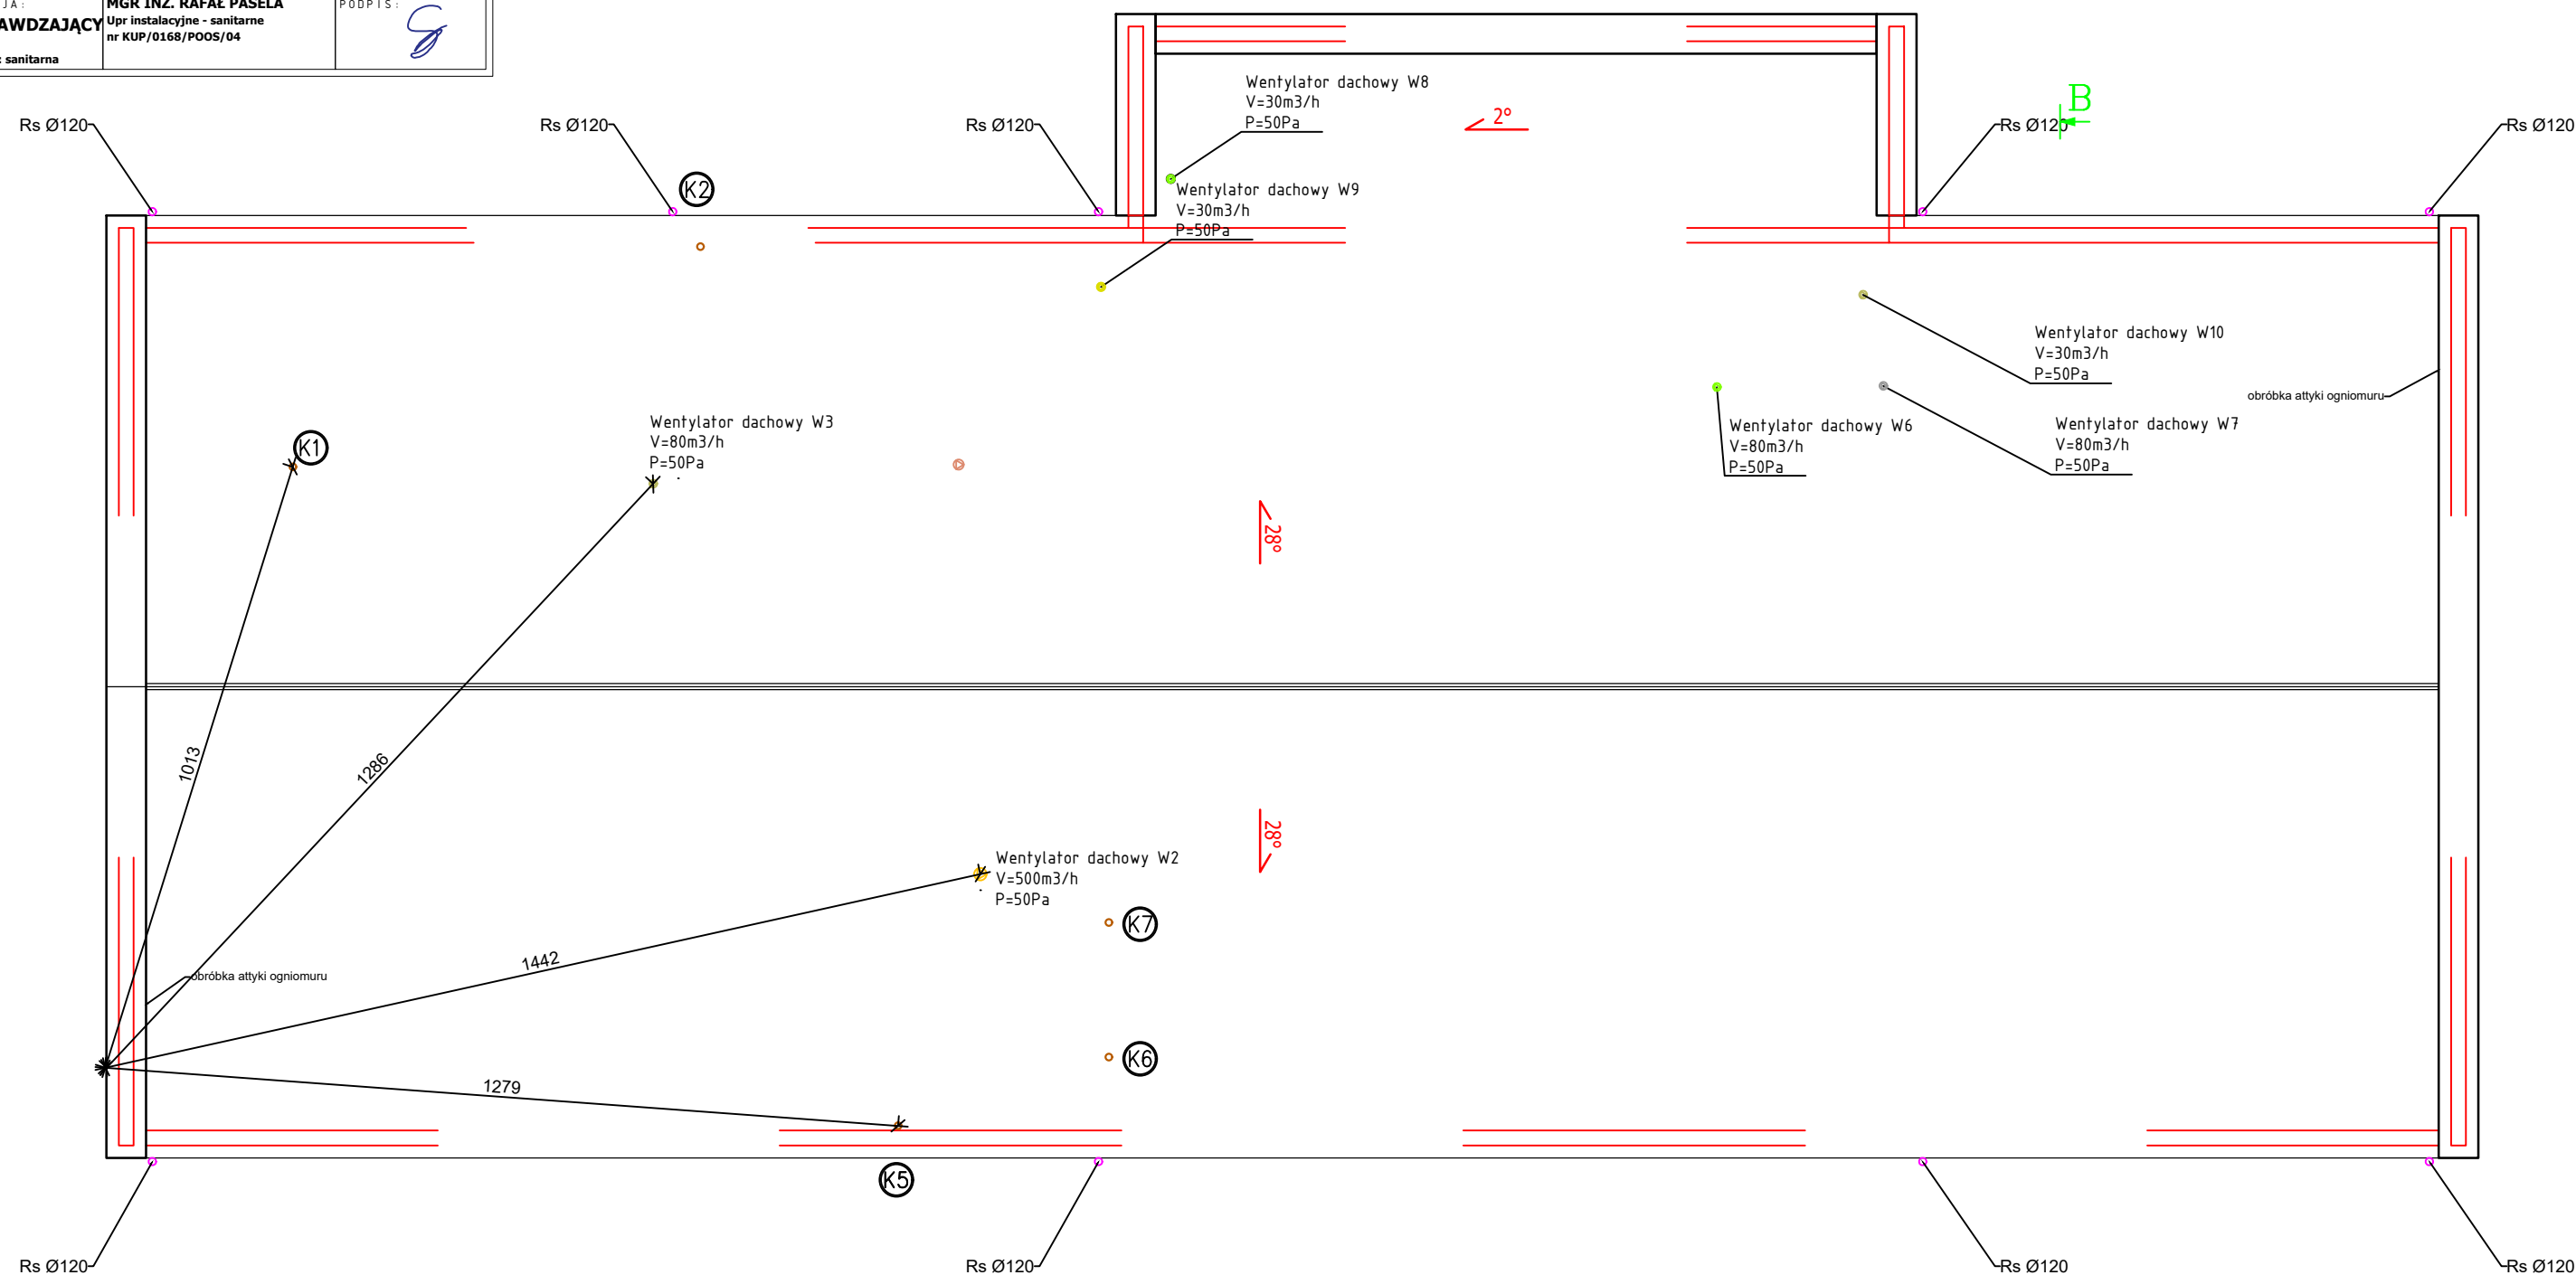 JA:
AWDZAJĄCY
: sanitarna
MGR INŻ. RAFAŁ PASELA
Upr instalacyjne - sanitarne
nr KUP/0168/POOS/04
PODPIS:
Wentylator dachowy W8
V=30m3/h
P=50Pa
2°
B
Rs Ø120
Rs Ø120
Rs Ø120
Rs Ø120
Rs Ø120
K2
Wentylator dachowy W9
V=30m3/h
P=50Pa
Wentylator dachowy W10
V=30m3/h
P=50Pa
obróbka attyki ogniomuru
Wentylator dachowy W3
V=80m3/h
P=50Pa
Wentylator dachowy W6
V=80m3/h
P=50Pa
Wentylator dachowy W7
V=80m3/h
P=50Pa
K1
28°
1013
1286
28°
Wentylator dachowy W2
V=500m3/h
P=50Pa
K7
1442
obróbka attyki ogniomuru
K6
1279
K5
Rs Ø120
Rs Ø120
Rs Ø120
Rs Ø120